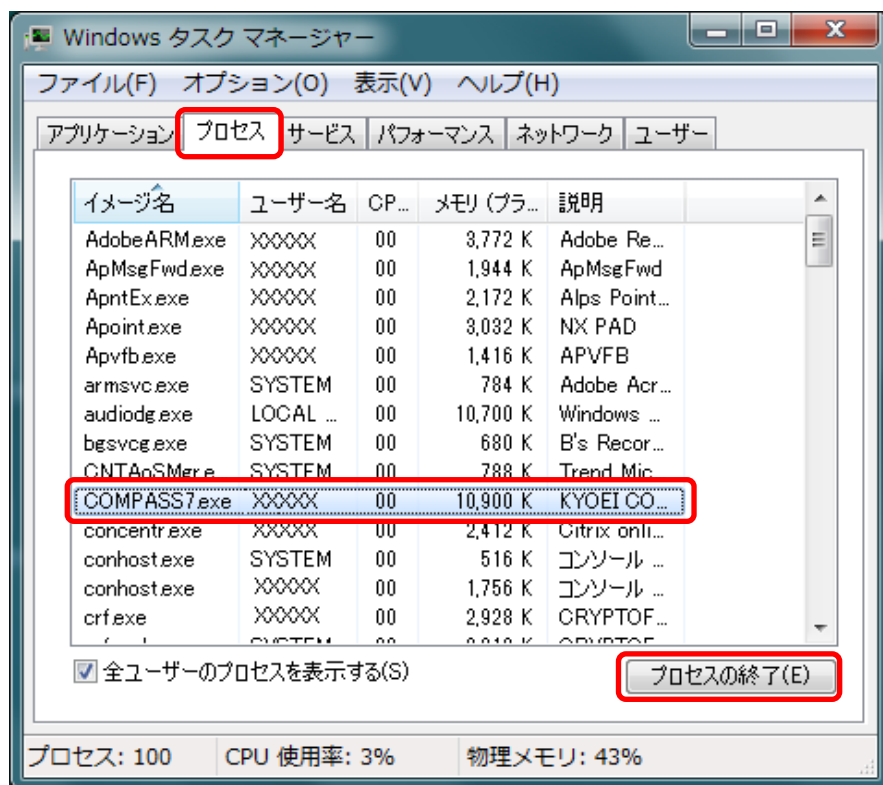 Windows タスク マネージャー
ファイル(F) オプション(O) 表示(V) ヘルプ(H)
アプリケーション プロセス サービス パフォーマンス ネットワーク ユーザー
イメージ名 ユーザー名 CP... メモリ (プラ... 説明
AdobeARM.exe XXXXX 00 3,772 K Adobe Re...
ApMsgFwd.exe XXXXX 00 1,944 K ApMsgFwd
ApntEx.exe XXXXX 00 2,172 K Alps Point...
Apoint.exe XXXXX 00 3,032 K NX PAD
Apvfb.exe XXXXX 00 1,416 K APVFB
armsvc.exe SYSTEM 00 784 K Adobe Acr...
audiodg.exe LOCAL ... 00 10,700 K Windows ...
bgsvcg.exe SYSTEM 00 680 K B's Recor...
CNTAoSMgr.e SYSTEM 00 788 K Trend Mic
COMPASS7.exe XXXXX 00 10,900 K KYOEI CO...
concentr.exe XXXXX 00 2,412 K Citrix onli...
conhost.exe SYSTEM 00 516 K コンソール ...
conhost.exe XXXXX 00 1,756 K コンソール ...
crf.exe XXXXX 00 2,928 K CRYPTOF...
全ユーザーのプロセスを表示する(S) プロセスの終了(E)
プロセス: 100 CPU 使用率: 3% 物理メモリ: 43%